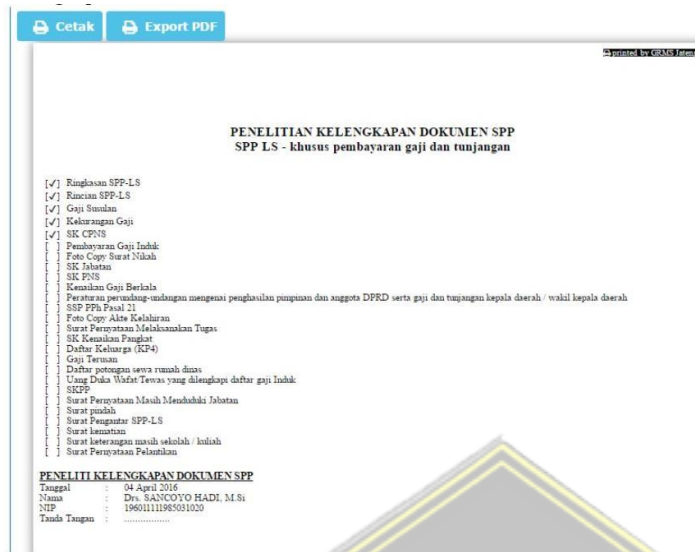 Cetak Export PDF
printed by GRMS
PENELITIAN KELENGKAPAN DOKUMEN SPP
SPP LS - khusus pembayaran gaji dan tunjangan
[✓] Ringkasan SPP-LS
[✓] Rincian SPP-LS
[✓] Gaji Susulan
[✓] Kekurangan Gaji
[✓] SK CPNS
[ ] Pembayaran Gaji Induk
[ ] Foto Copy Surat Nikah
[ ] SK Jabatan
[ ] SK PNS
[ ] Kenaikan Gaji Berkala
[ ] Peraturan perundang-undangan mengenai penghasilan pimpinan dan anggota DPRD serta gaji dan tunjangan kepala daerah / wakil kepala daerah
[ ] SSP PPh Pasal 21
[ ] Foto Copy Akte Kelahiran
[ ] Surat Pernyataan Melaksanakan Tugas
[ ] SK Kenaikan Pangkat
[ ] Daftar Keluarga (KP4)
[ ] Gaji Terusan
[ ] Daftar potongan sewa rumah dinas
[ ] Uang Duka Wafat/Tewas yang dilengkapi daftar gaji Induk
[ ] SKPP
[ ] Surat Pernyataan Masih Menduduki Jabatan
[ ] Surat pindah
[ ] Surat Pengantar SPP-LS
[ ] Surat kematian
[ ] Surat keterangan masih sekolah / kuliah
[ ] Surat Pernyataan Pelantikan
PENELITI KELENGKAPAN DOKUMEN SPP
Tanggal : 04 April 2016
Nama : Drs. SANCOYO HADI, M.Si
NIP : 196011111985031020
Tanda Tangan : .................